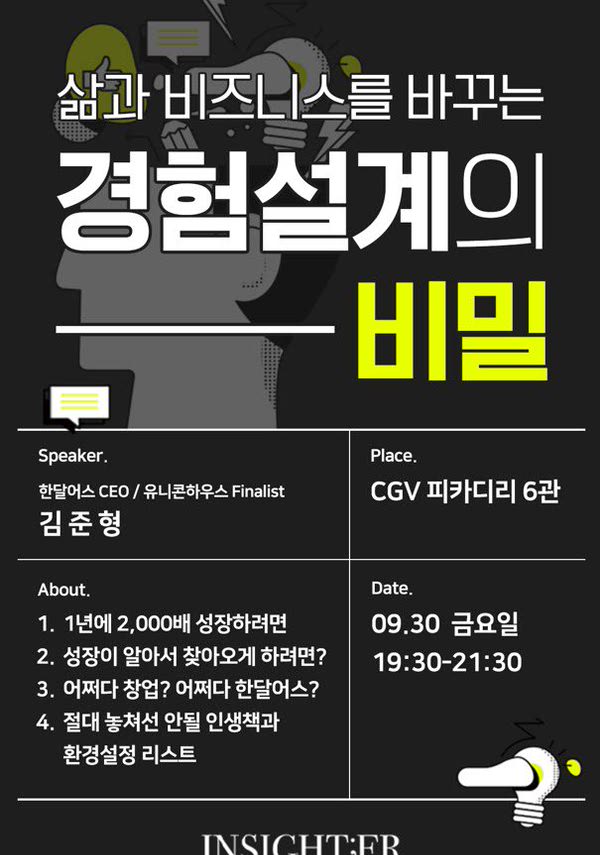 삶과 비즈니스를 바꾸는
경험설계의
비밀
Speaker.
한달어스 CEO / 유니콘하우스 Finalist
김준형
Place.
CGV 피카디리 6관
About.
1. 1년에 2,000배 성장하려면
2. 성장이 알아서 찾아오게 하려면?
3. 어쩌다 창업? 어쩌다 한달어스?
4. 절대 놓쳐선 안될 인생책과
환경설정 리스트
Date.
09.30 금요일
19:30-21:30
INSIGHT;ER